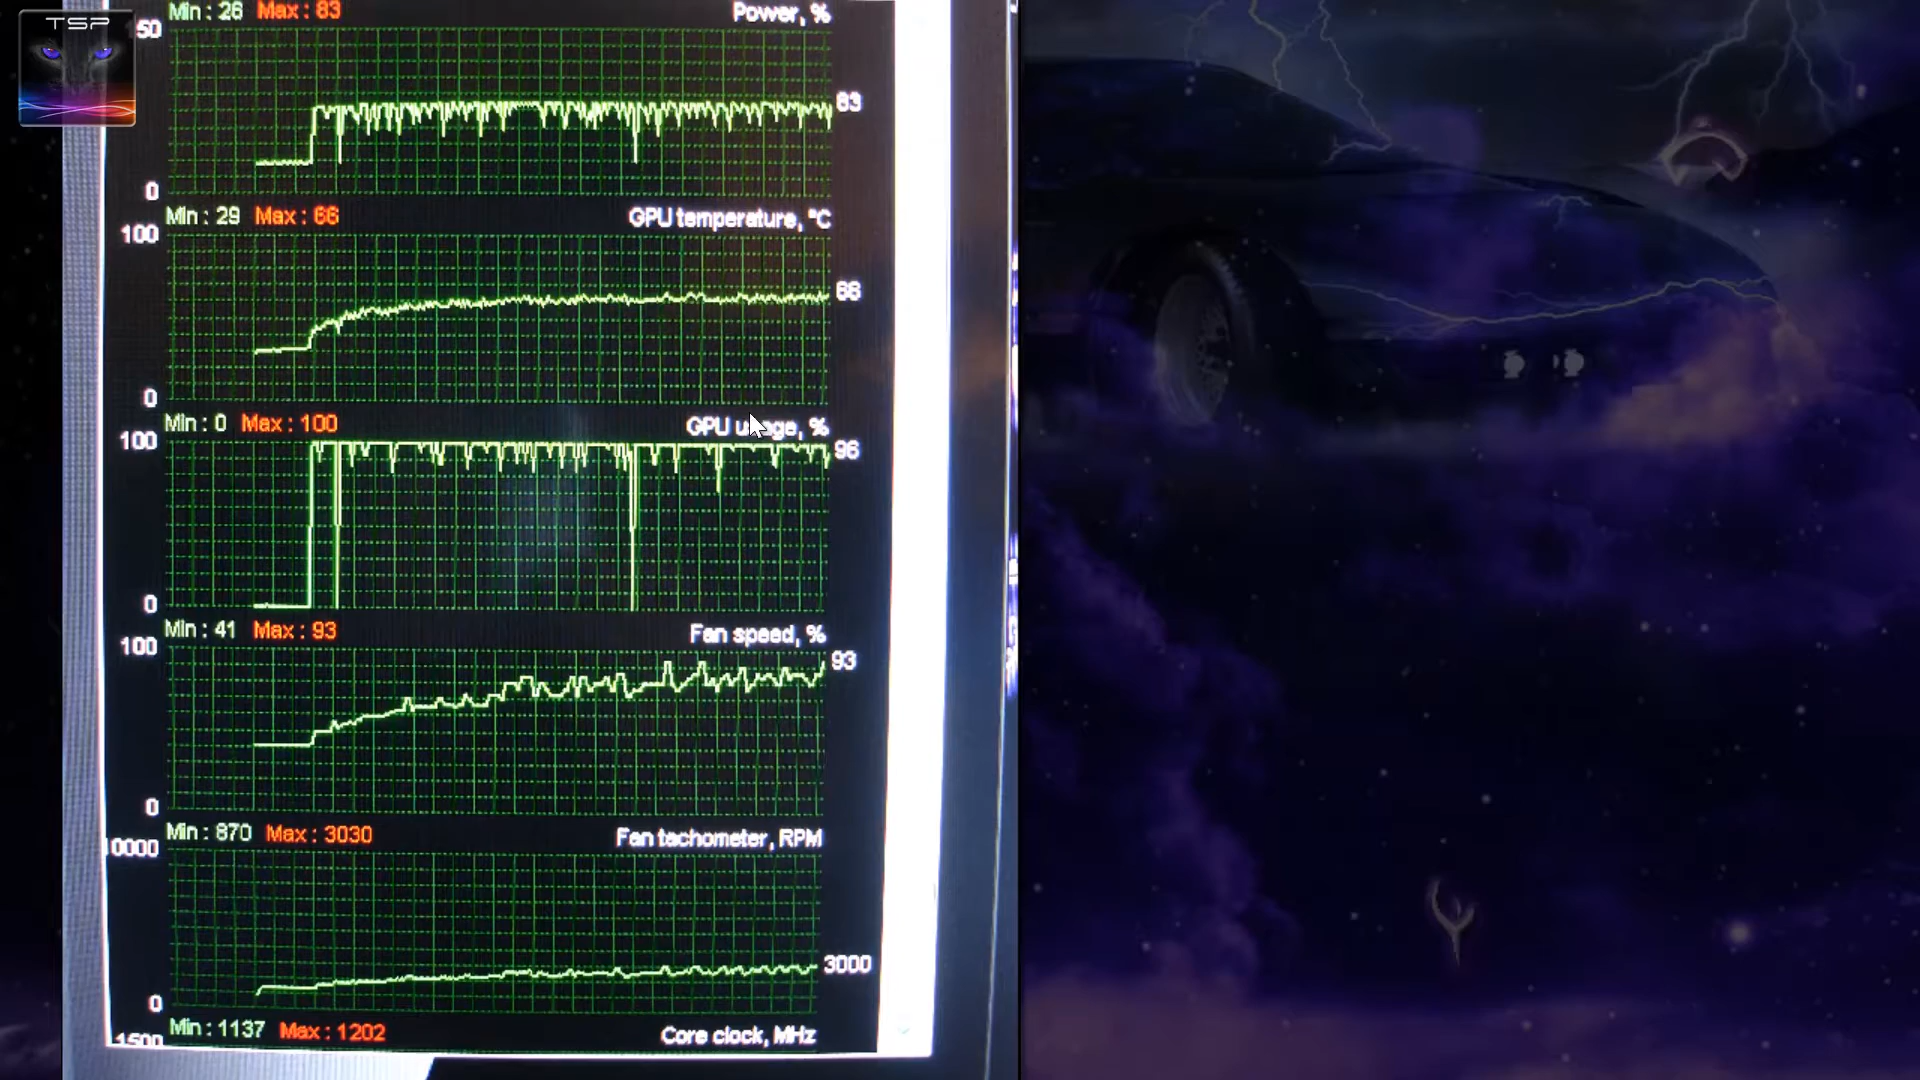 TSP
Min : 26 Max : 83 Power, %
50
83
0
Min : 29 Max : 66 GPU temperature, °C
100
66
0
Min : 0 Max : 100 GPU usage, %
100
96
0
Min : 41 Max : 93 Fan speed, %
100
93
0
Min : 870 Max : 3030 Fan tachometer, RPM
10000
3000
0
Min : 1137 Max : 1202 Core clock, MHz
1500